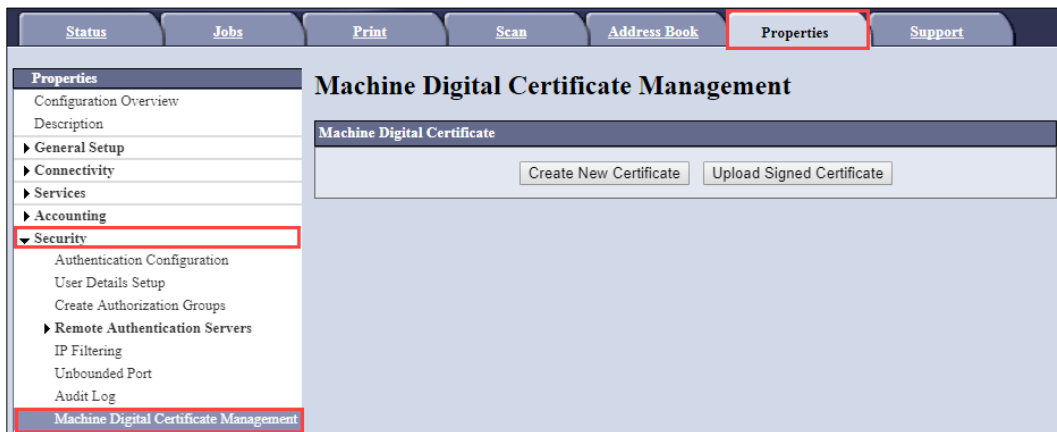 Status Jobs Print Scan Address Book Properties Support
Properties
Configuration Overview
Description
General Setup
Connectivity
Services
Accounting
Security
Authentication Configuration
User Details Setup
Create Authorization Groups
Remote Authentication Servers
IP Filtering
Unbounded Port
Audit Log
Machine Digital Certificate Management
Machine Digital Certificate Management
Machine Digital Certificate
Create New Certificate Upload Signed Certificate